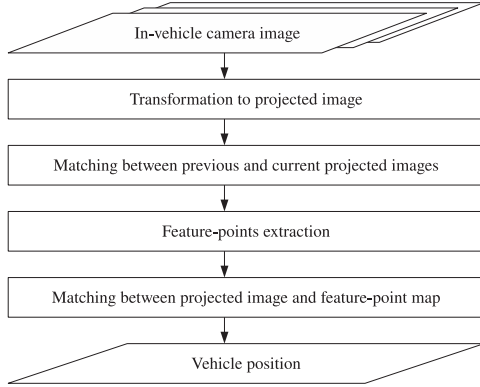 In-vehicle camera image
Transformation to projected image
Matching between previous and current projected images
Feature-points extraction
Matching between projected image and feature-point map
Vehicle position